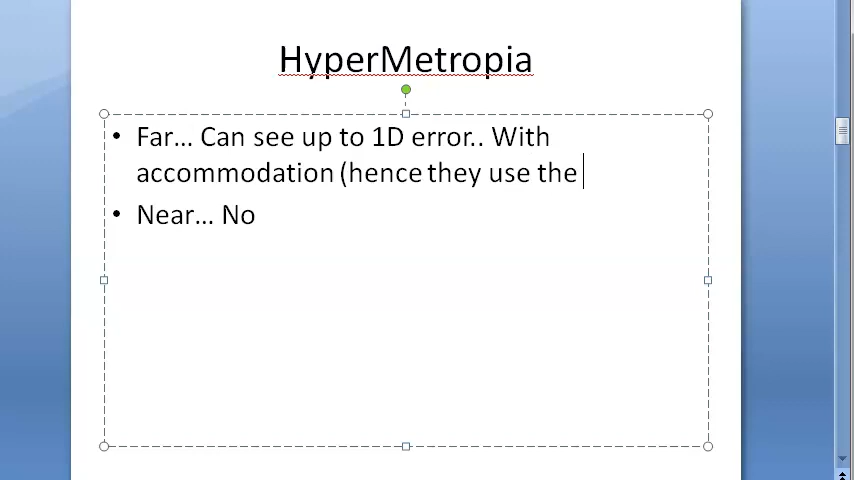 HyperMetropia
• Far... Can see up to 1D error.. With
accommodation (hence they use the
• Near... No